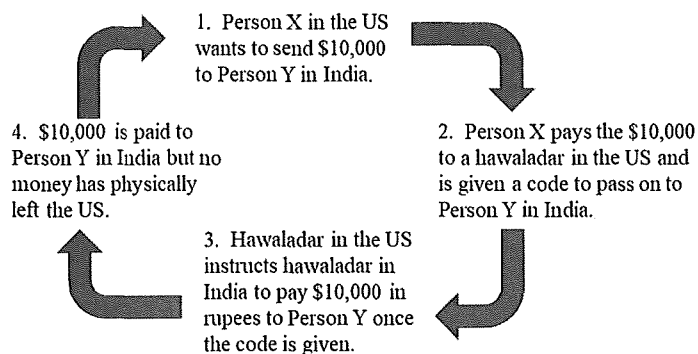 1. Person X in the US
wants to send $10,000
to Person Y in India.
2. Person X pays the $10,000
to a hawaladar in the US and
is given a code to pass on to
Person Y in India.
3. Hawaladar in the US
instructs hawaladar in
India to pay $10,000 in
rupees to Person Y once
the code is given.
4. $10,000 is paid to
Person Y in India but no
money has physically
left the US.